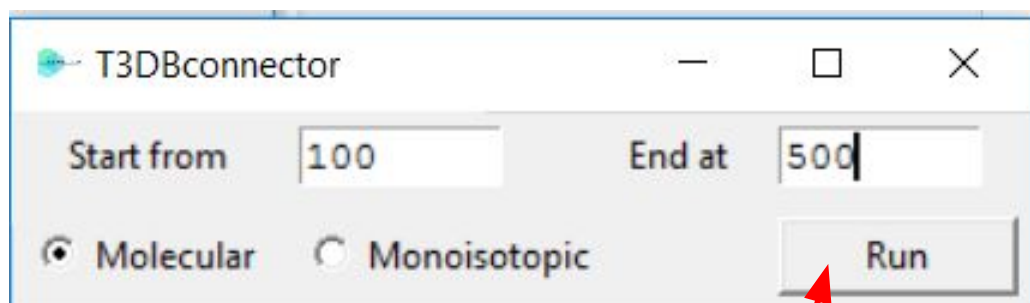 T3DBconnector
Start from 100 End at 500
Molecular Monoisotopic Run